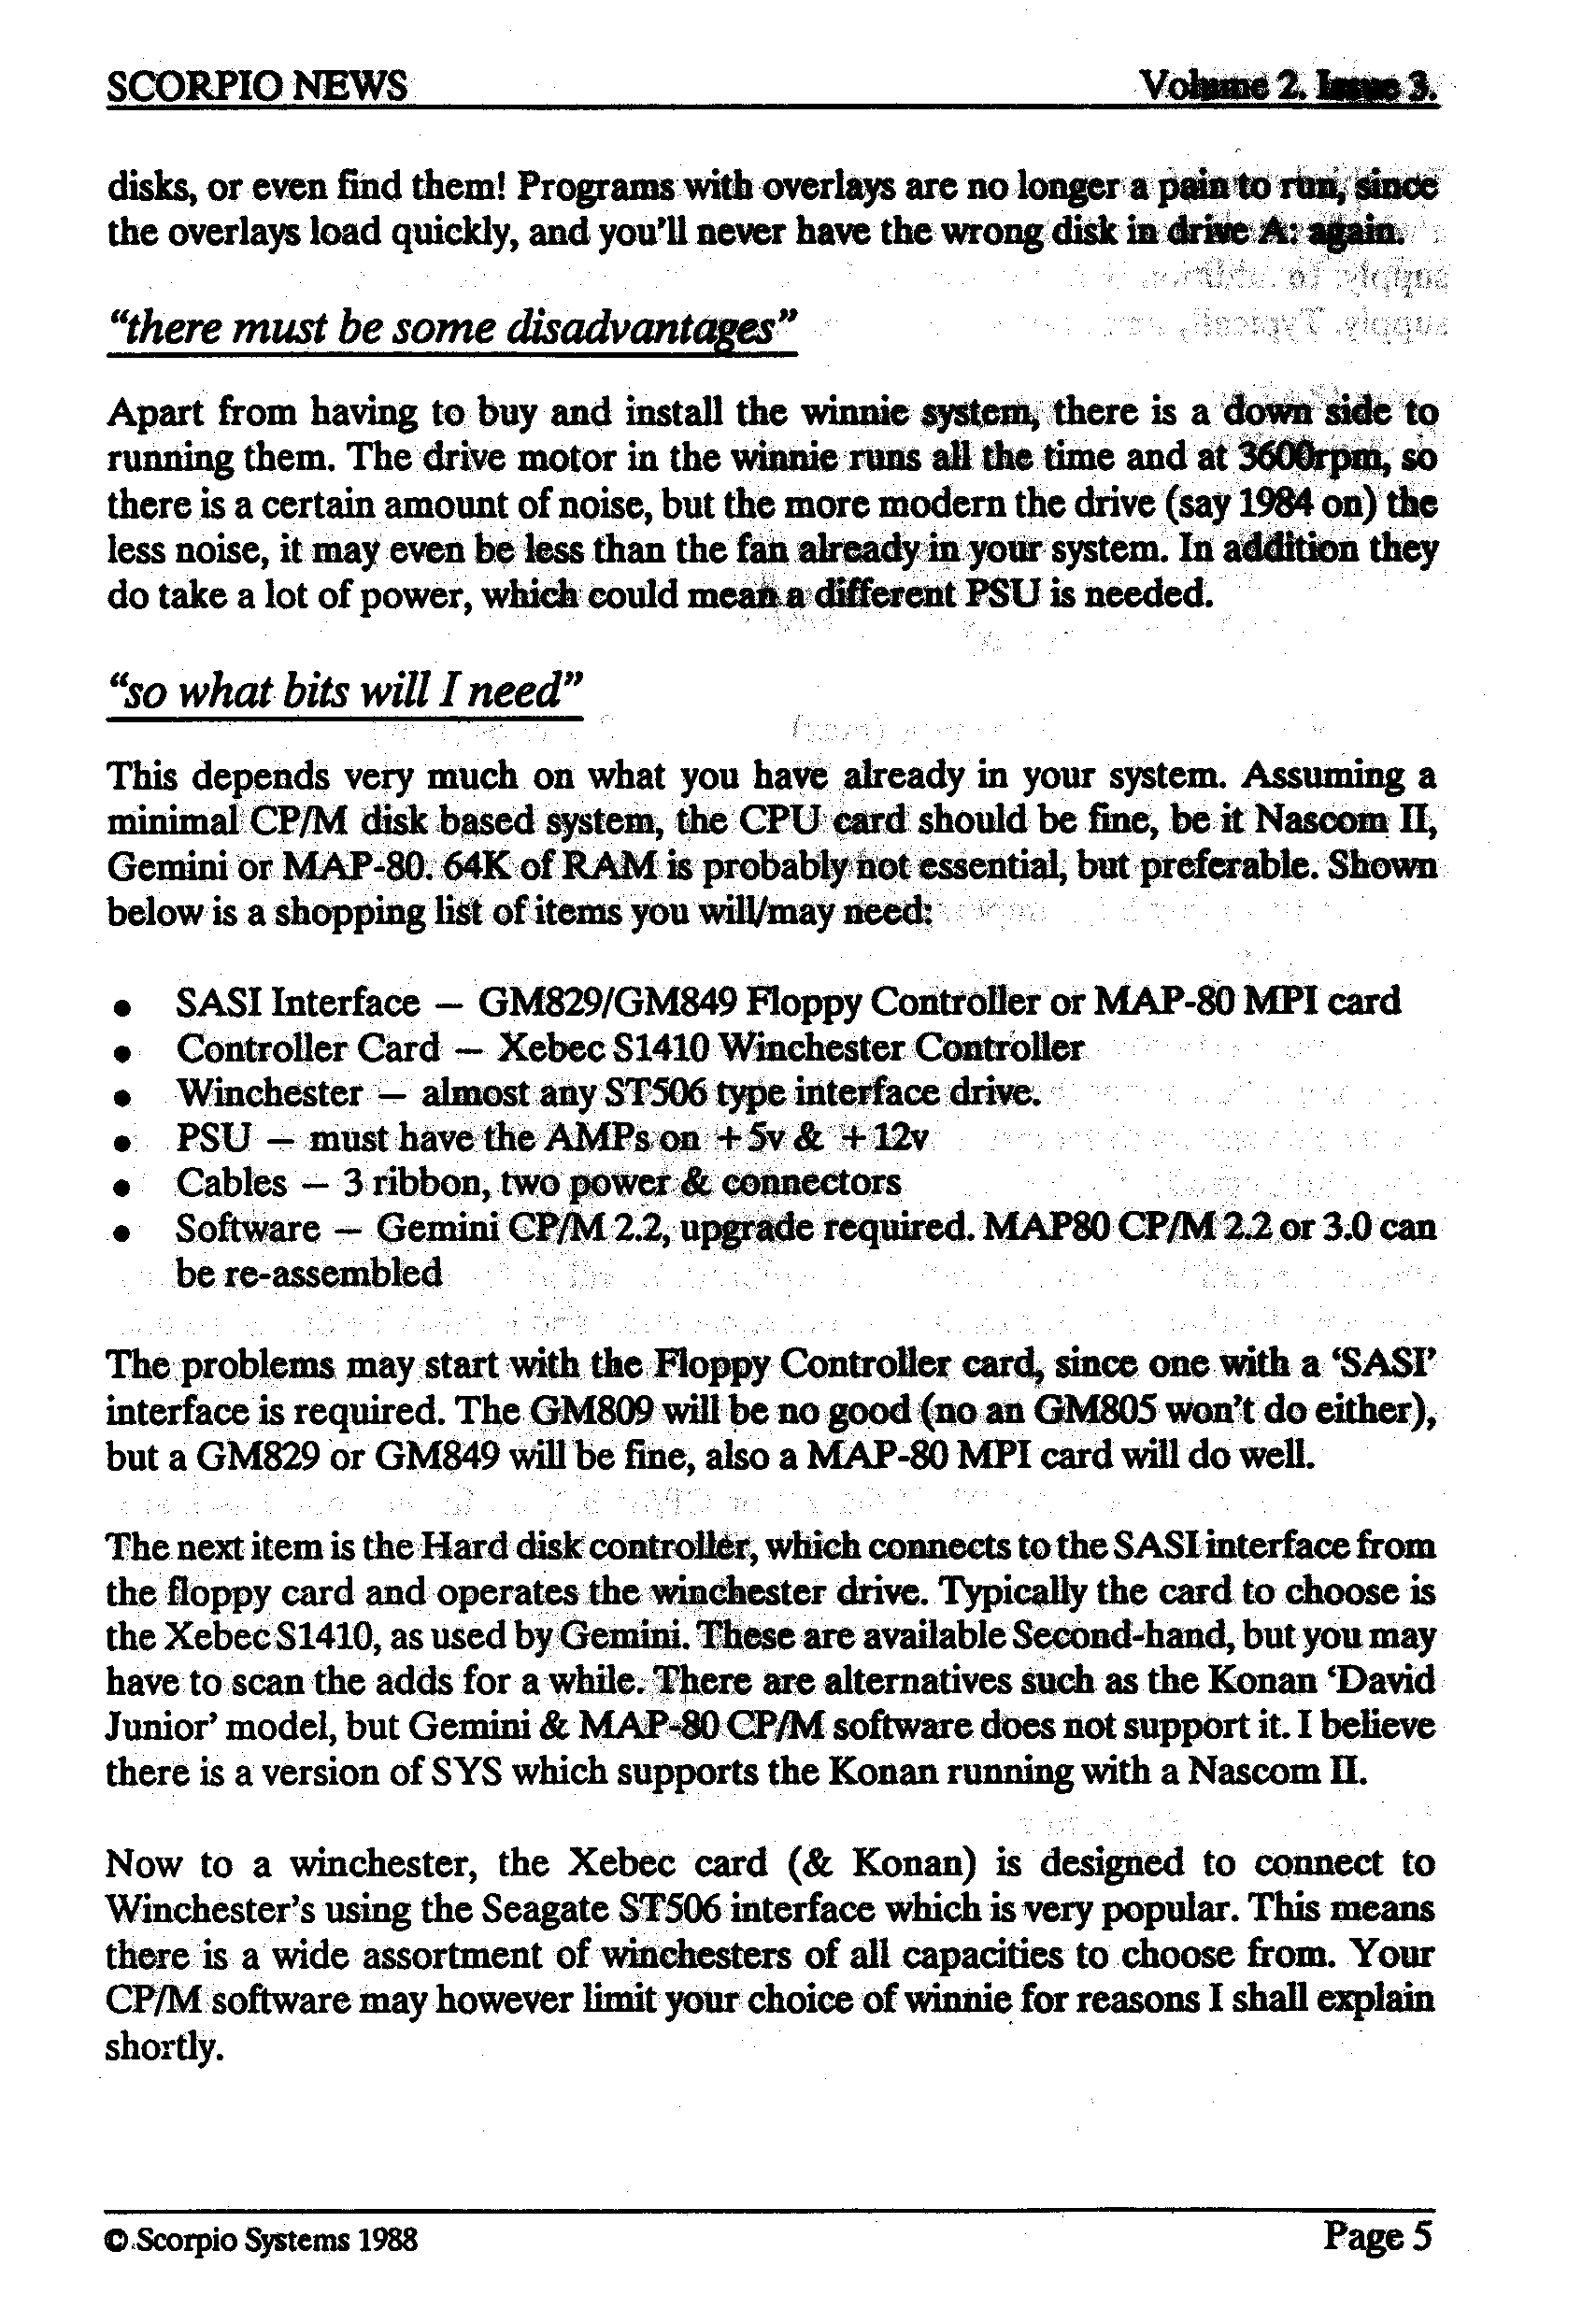 SCORPIO NEWS Volume 2. Issue 3.
disks, or even find them! Programs with overlays are no longer a pain to run, since
the overlays load quickly, and you'll never have the wrong disk in drive A: again.
“there must be some disadvantages”
Apart from having to buy and install the winnie system, there is a down side to
running them. The drive motor in the winnie runs all the time and at 3600rpm, so
there is a certain amount of noise, but the more modern the drive (say 1984 on) the
less noise, it may even be less than the fan already in your system. In addition they
do take a lot of power, which could mean a different PSU is needed.
“so what bits will I need”
This depends very much on what you have already in your system. Assuming a
minimal CP/M disk based system, the CPU card should be fine, be it Nascom II,
Gemini or MAP-80. 64K of RAM is probably not essential, but preferable. Shown
below is a shopping list of items you will/may need:
● SASI Interface — GM829/GM849 Floppy Controller or MAP-80 MPI card
● Controller Card — Xebec S1410 Winchester Controller
● Winchester — almost any ST506 type interface drive.
● PSU — must have the AMPs on +5v & +12v
● Cables — 3 ribbon, two power & connectors
● Software — Gemini CP/M 2.2, upgrade required. MAP80 CP/M 2.2 or 3.0 can
be re-assembled
The problems may start with the Floppy Controller card, since one with a ‘SASI’
interface is required. The GM809 will be no good (no an GM805 won't do either),
but a GM829 or GM849 will be fine, also a MAP-80 MPI card will do well.
The next item is the Hard disk controller, which connects to the SASI interface from
the floppy card and operates the winchester drive. Typically the card to choose is
the Xebec S1410, as used by Gemini. These are available Second-hand, but you may
have to scan the adds for a while. There are alternatives such as the Konan ‘David
Junior’ model, but Gemini & MAP-80 CP/M software does not support it. I believe
there is a version of SYS which supports the Konan running with a Nascom II.
Now to a winchester, the Xebec card (& Konan) is designed to connect to
Winchester's using the Seagate ST506 interface which is very popular. This means
there is a wide assortment of winchesters of all capacities to choose from. Your
CP/M software may however limit your choice of winnie for reasons I shall explain
shortly.
© Scorpio Systems 1988 Page 5